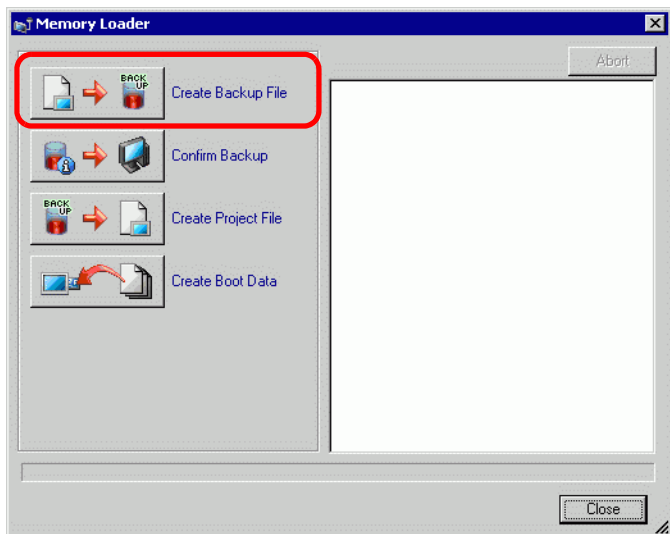 Memory Loader
Abort
BACK
UP
Create Backup File
Confirm Backup
BACK
UP
Create Project File
Create Boot Data
Close